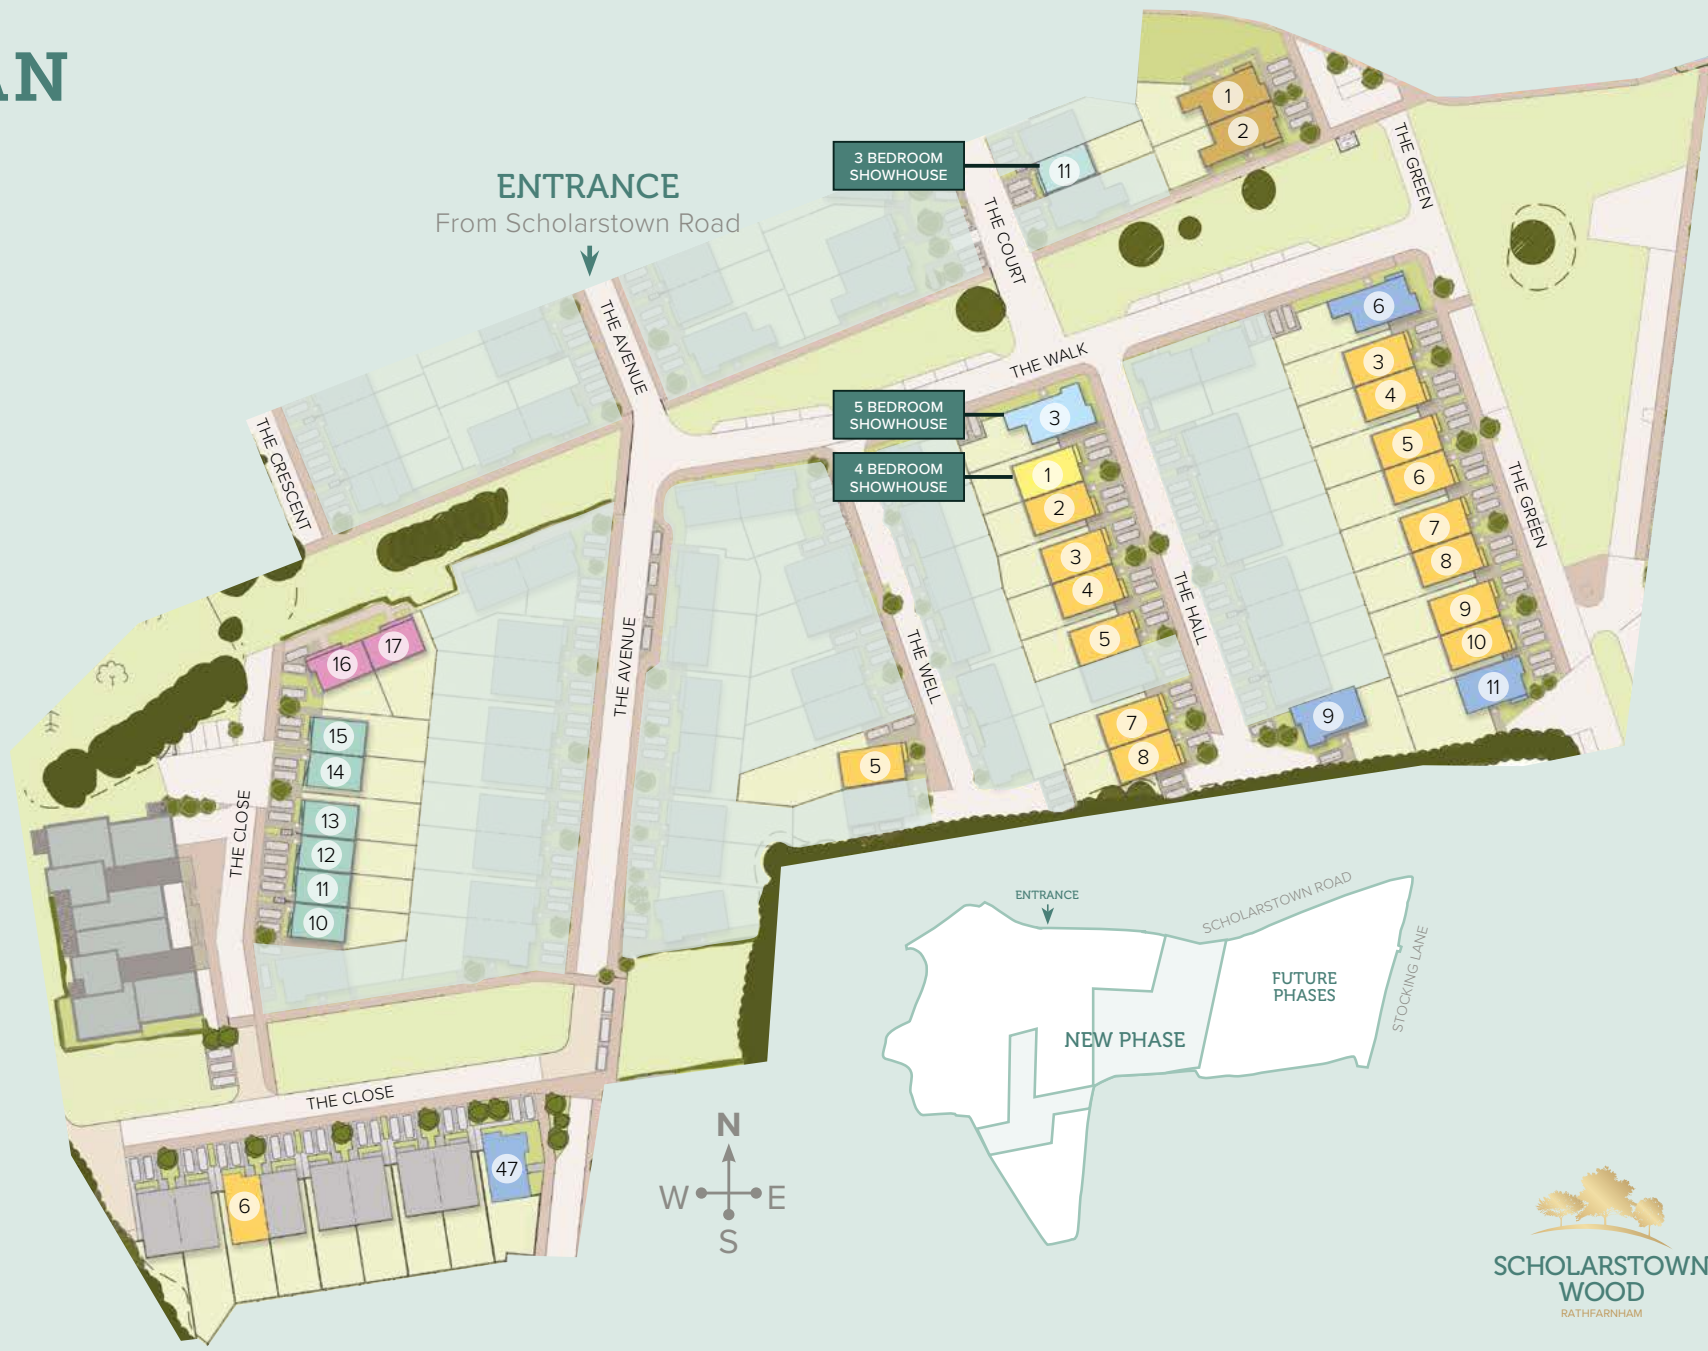 AN
ENTRANCE
From Scholarstown Road
3 BEDROOM
SHOWHOUSE
11
1
2
THE GREEN
THE COURT
THE AVENUE
THE WALK
6
3
4
5
6
7
8
9
10
11
THE GREEN
5 BEDROOM
SHOWHOUSE
3
4 BEDROOM
SHOWHOUSE
1
2
3
4
5
7
8
THE HALL
9
THE CRESCENT
THE WELL
5
THE AVENUE
17
16
15
14
13
12
11
10
THE CLOSE
THE CLOSE
6
47
N
W
E
S
ENTRANCE
SCHOLARSTOWN ROAD
STOCKING LANE
FUTURE
PHASES
NEW PHASE
SCHOLARSTOWN
WOOD
RATHFARNHAM